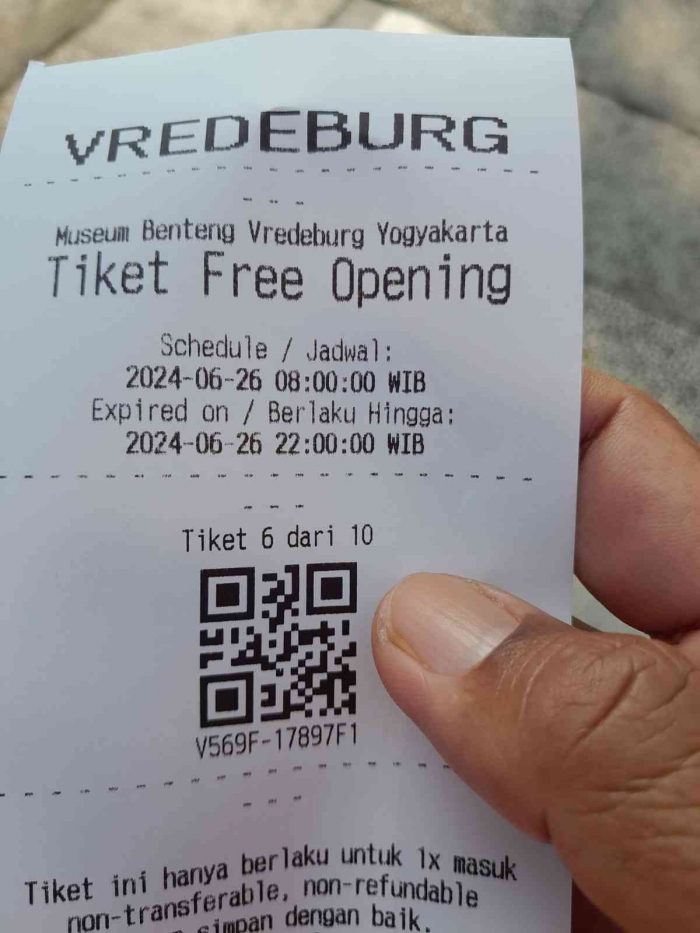 VREDEBURG
Museum Benteng Vredeburg Yogyakarta
Tiket Free Opening
Schedule / Jadwal:
2024-06-26 08:00:00 WIB
Expired on / Berlaku Hingga:
2024-06-26 22:00:00 WIB
Tiket 6 dari 10
V569F-17897F1
Tiket ini hanya berlaku untuk 1x masuk
non-transferable, non-refundable
simpan dengan baik.